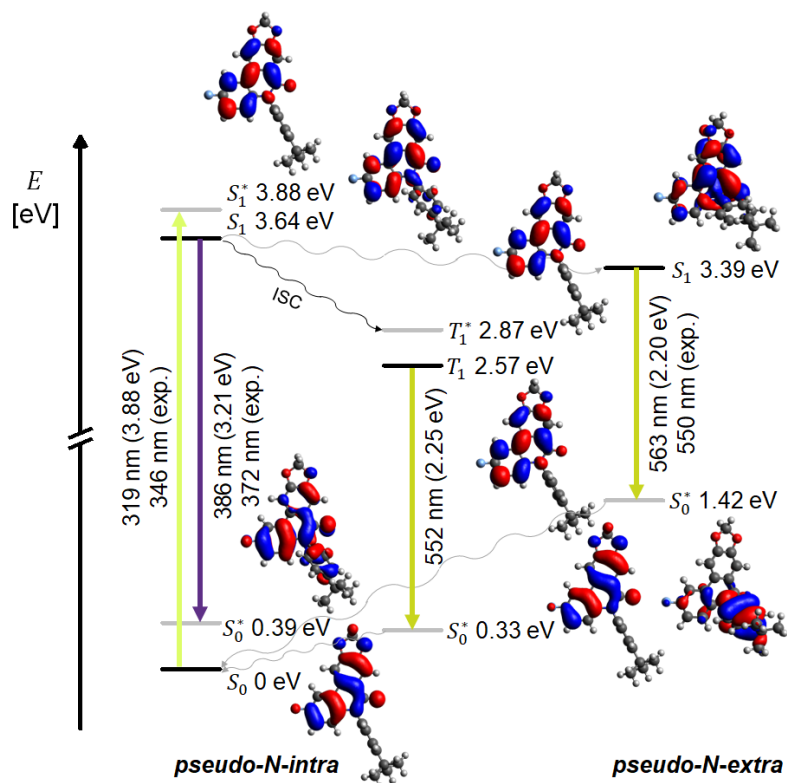 E
[eV]
S₁* 3.88 eV
S₁ 3.64 eV
S₁ 3.39 eV
ISC
T₁* 2.87 eV
T₁ 2.57 eV
319 nm (3.88 eV)
346 nm (exp.)
386 nm (3.21 eV)
372 nm (exp.)
552 nm (2.25 eV)
563 nm (2.20 eV)
550 nm (exp.)
S₀* 1.42 eV
S₀* 0.39 eV
S₀* 0.33 eV
S₀ 0 eV
pseudo-N-intra
pseudo-N-extra